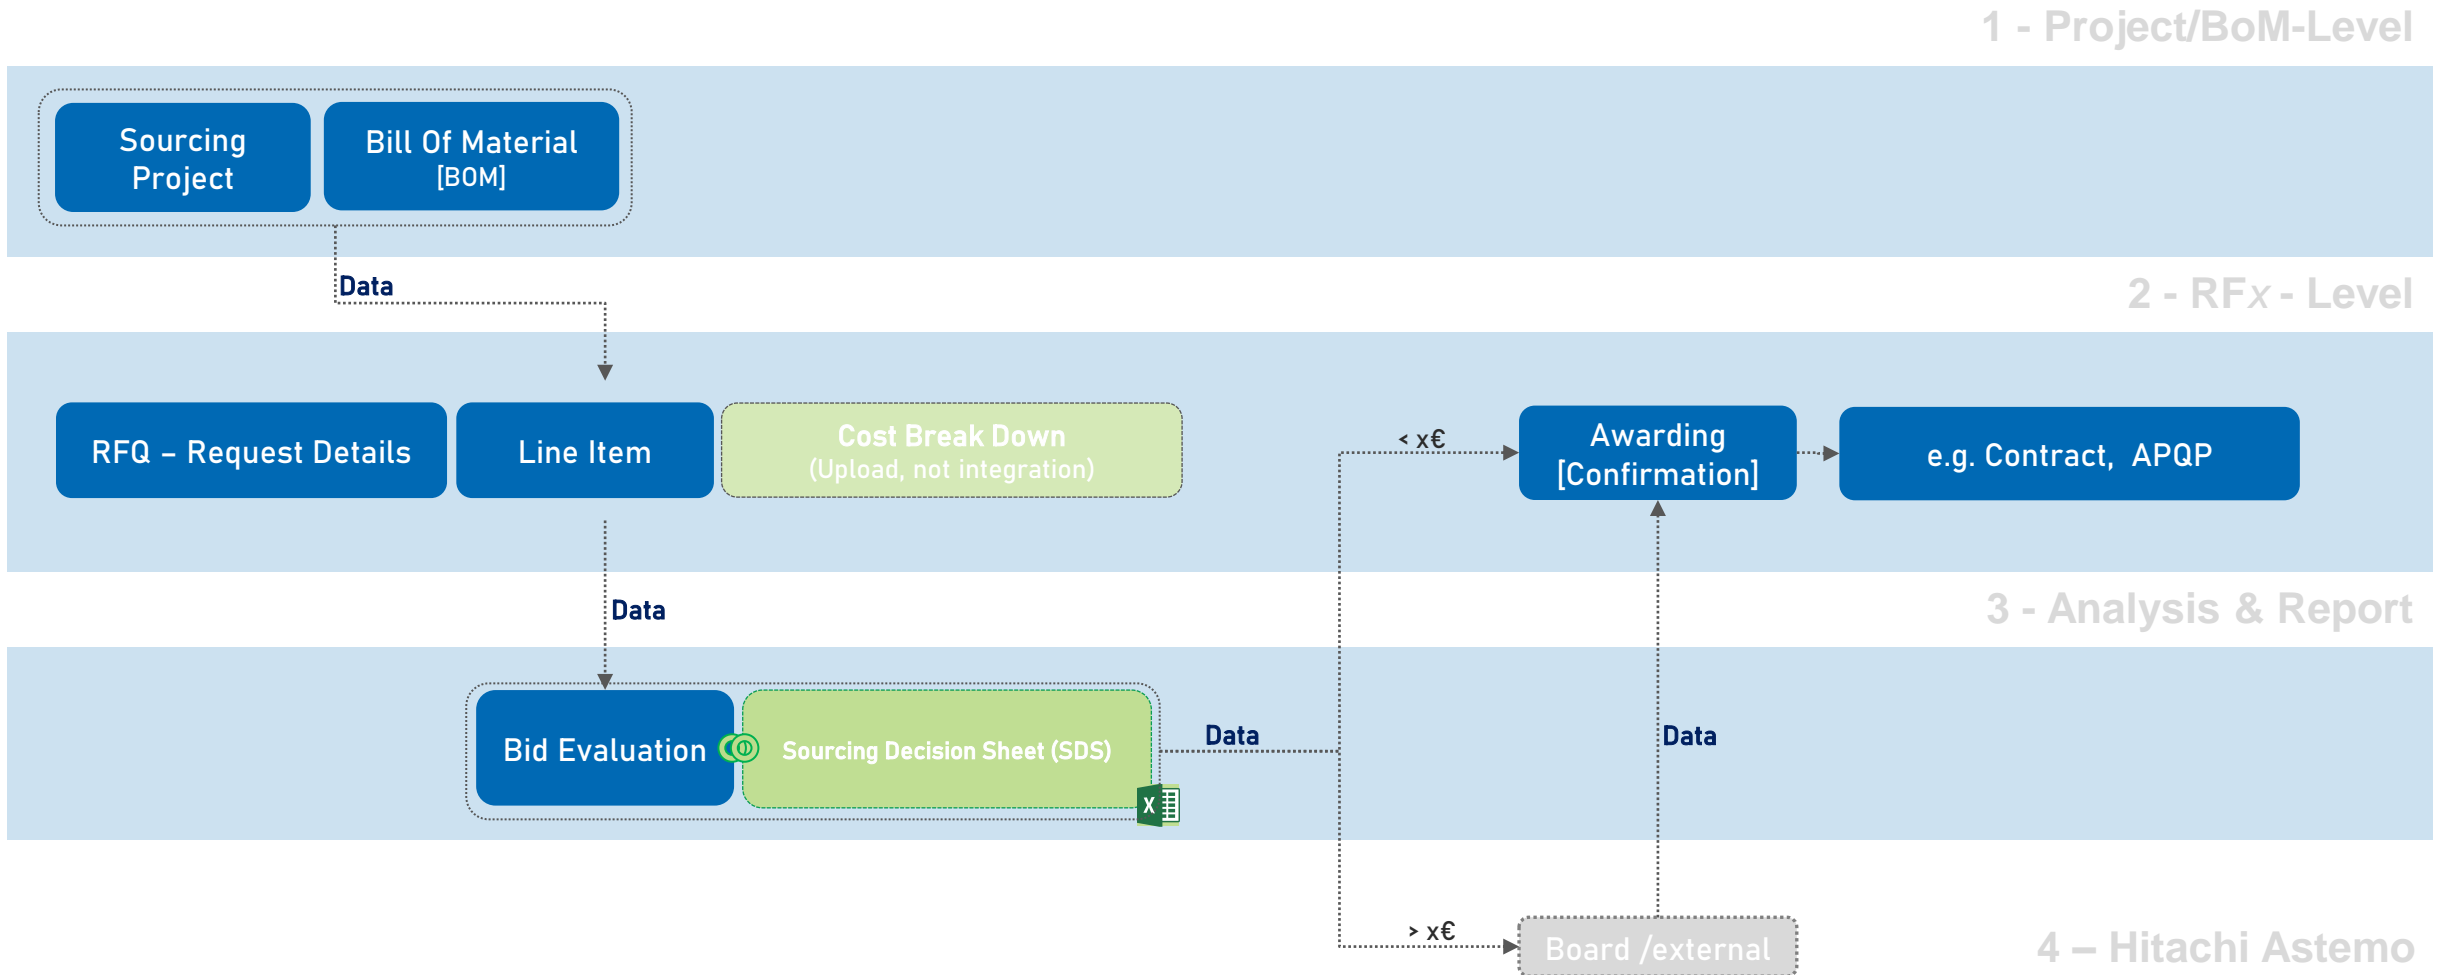 1 - Project/BoM-Level
Sourcing
Project
Bill Of Material
[BOM]
Data
2 - RFx - Level
RFQ – Request Details
Line Item
Cost Break Down
(Upload, not integration)
< x€
Awarding
[Confirmation]
e.g. Contract, APQP
Data
3 - Analysis & Report
Bid Evaluation
Sourcing Decision Sheet (SDS)
X
Data
Data
> x€
Board /external
4 – Hitachi Astemo